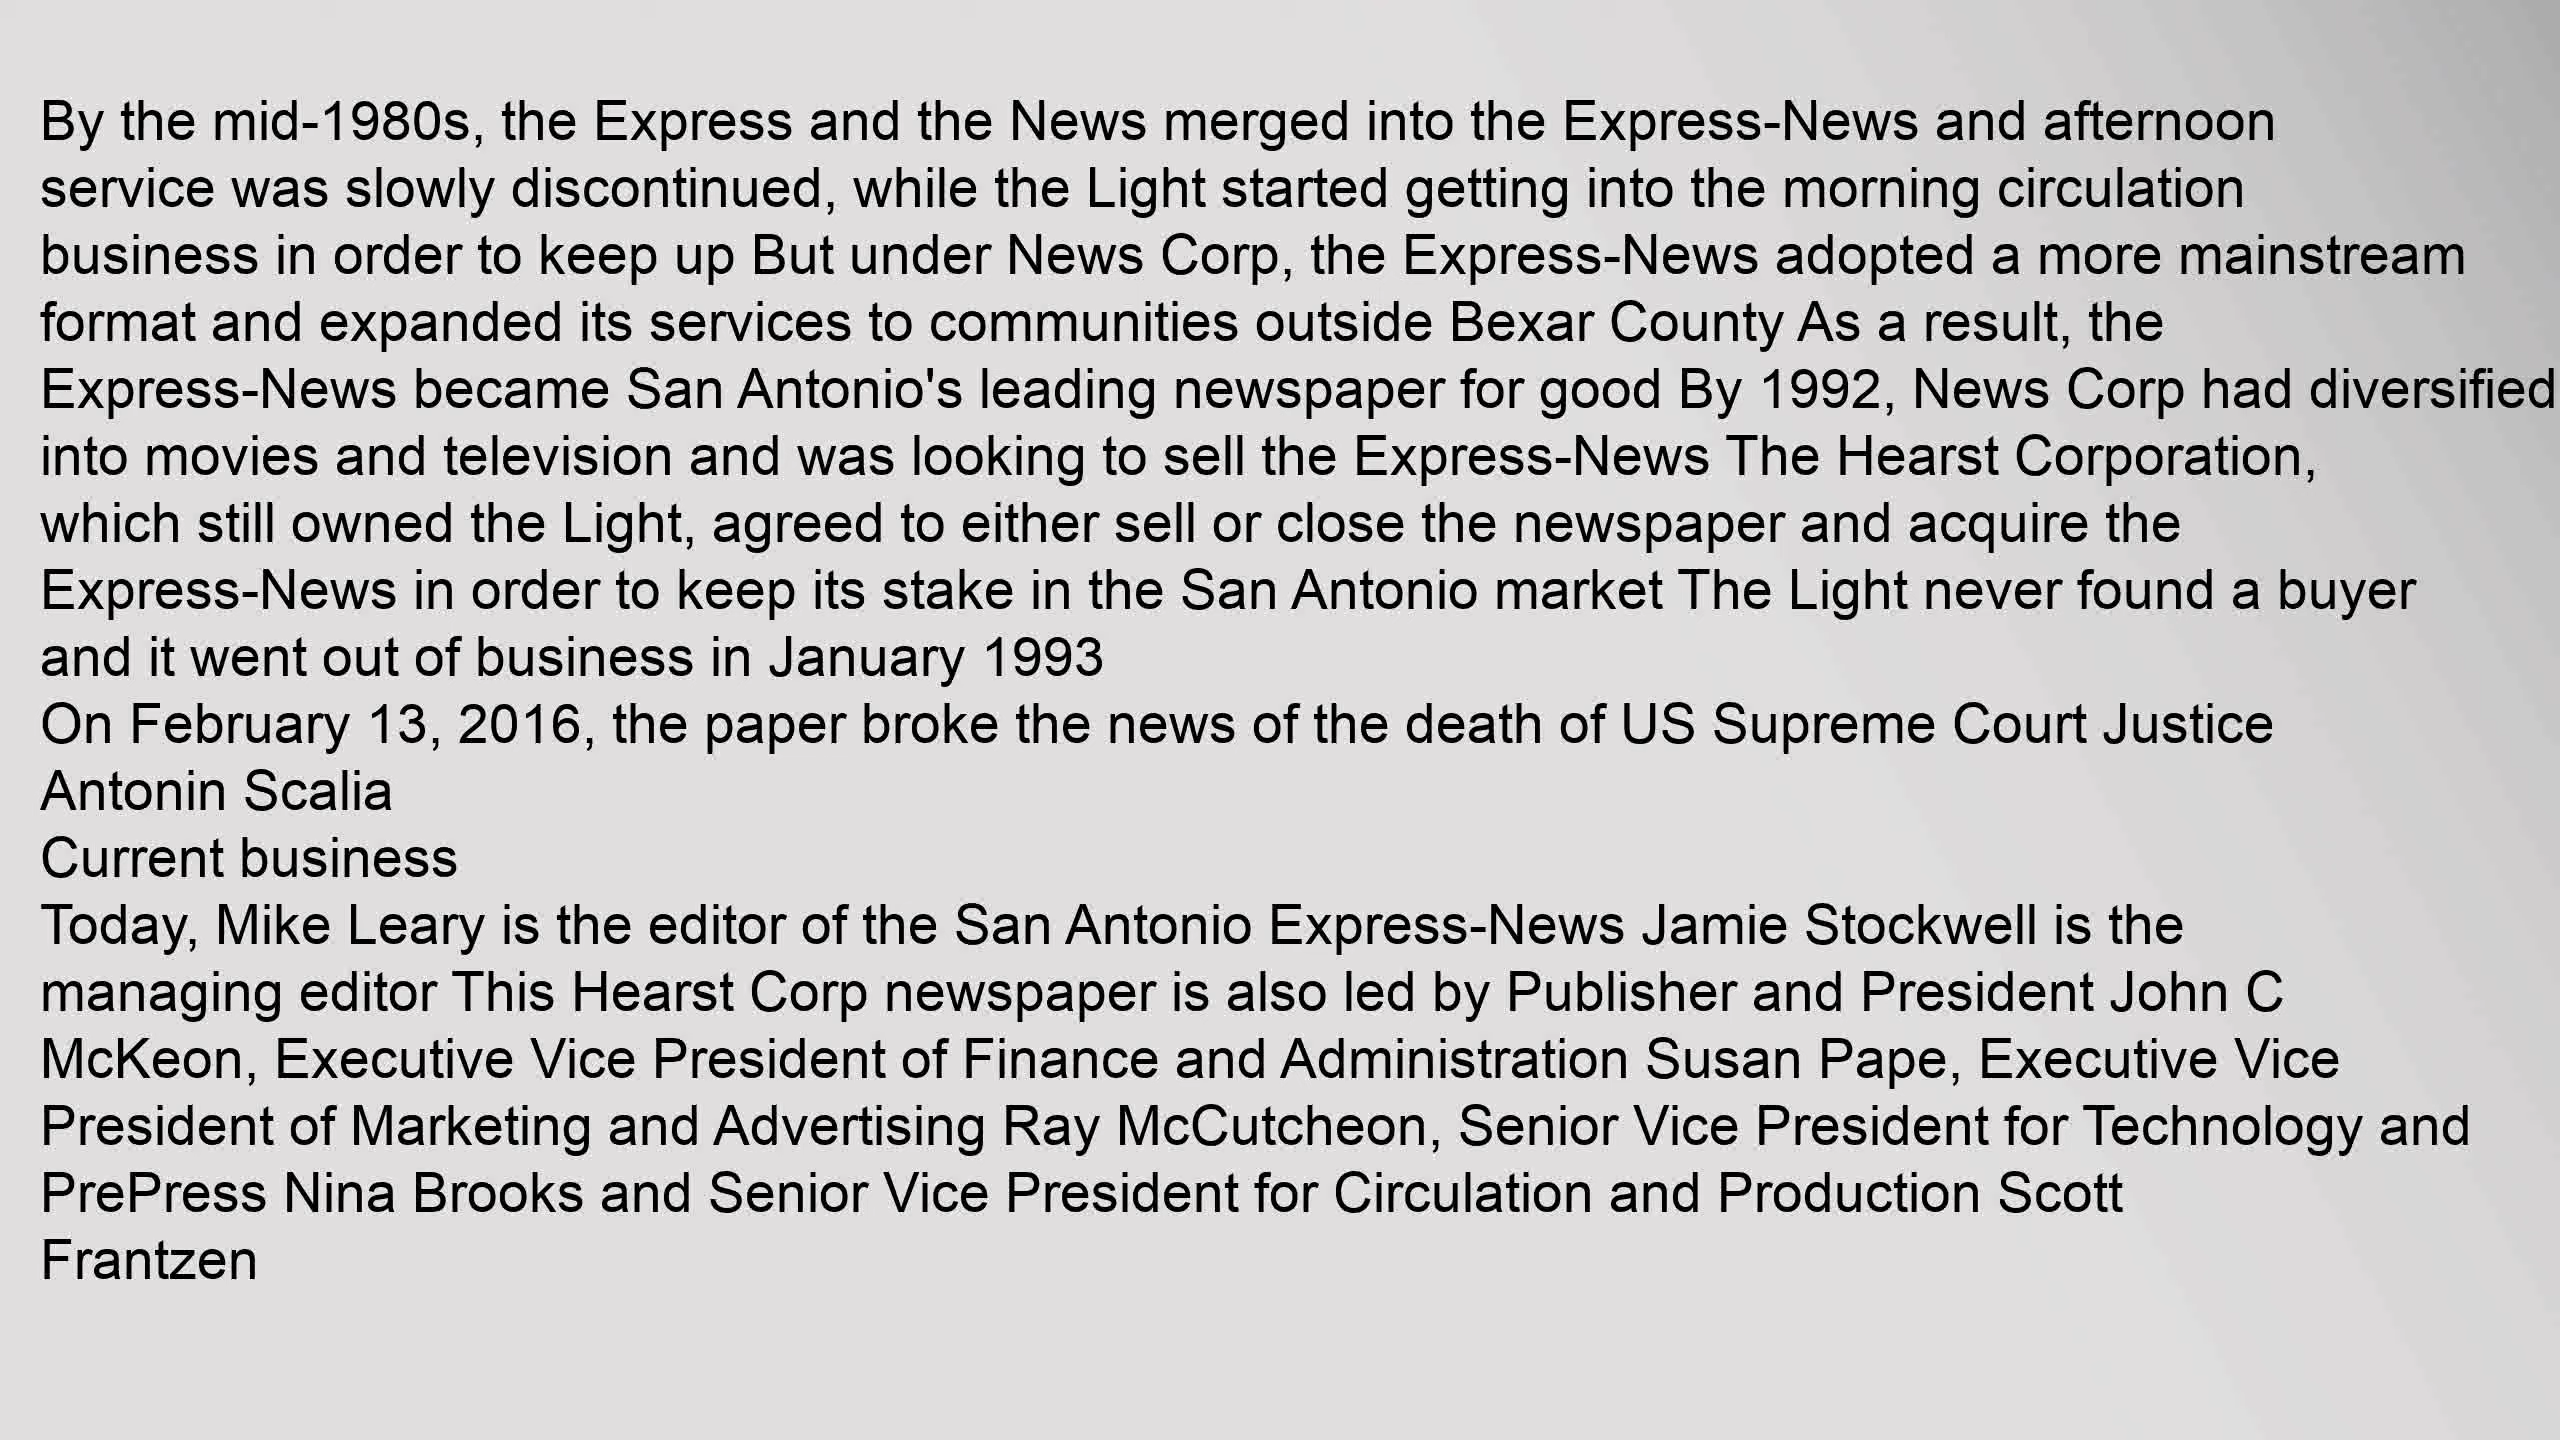 By the mid-1980s, the Express and the News merged into the Express-News and afternoon
service was slowly discontinued, while the Light started getting into the morning circulation
business in order to keep up But under News Corp, the Express-News adopted a more mainstream
format and expanded its services to communities outside Bexar County As a result, the
Express-News became San Antonio's leading newspaper for good By 1992, News Corp had diversified
into movies and television and was looking to sell the Express-News The Hearst Corporation,
which still owned the Light, agreed to either sell or close the newspaper and acquire the
Express-News in order to keep its stake in the San Antonio market The Light never found a buyer
and it went out of business in January 1993
On February 13, 2016, the paper broke the news of the death of US Supreme Court Justice
Antonin Scalia
Current business
Today, Mike Leary is the editor of the San Antonio Express-News Jamie Stockwell is the
managing editor This Hearst Corp newspaper is also led by Publisher and President John C
McKeon, Executive Vice President of Finance and Administration Susan Pape, Executive Vice
President of Marketing and Advertising Ray McCutcheon, Senior Vice President for Technology and
PrePress Nina Brooks and Senior Vice President for Circulation and Production Scott
Frantzen